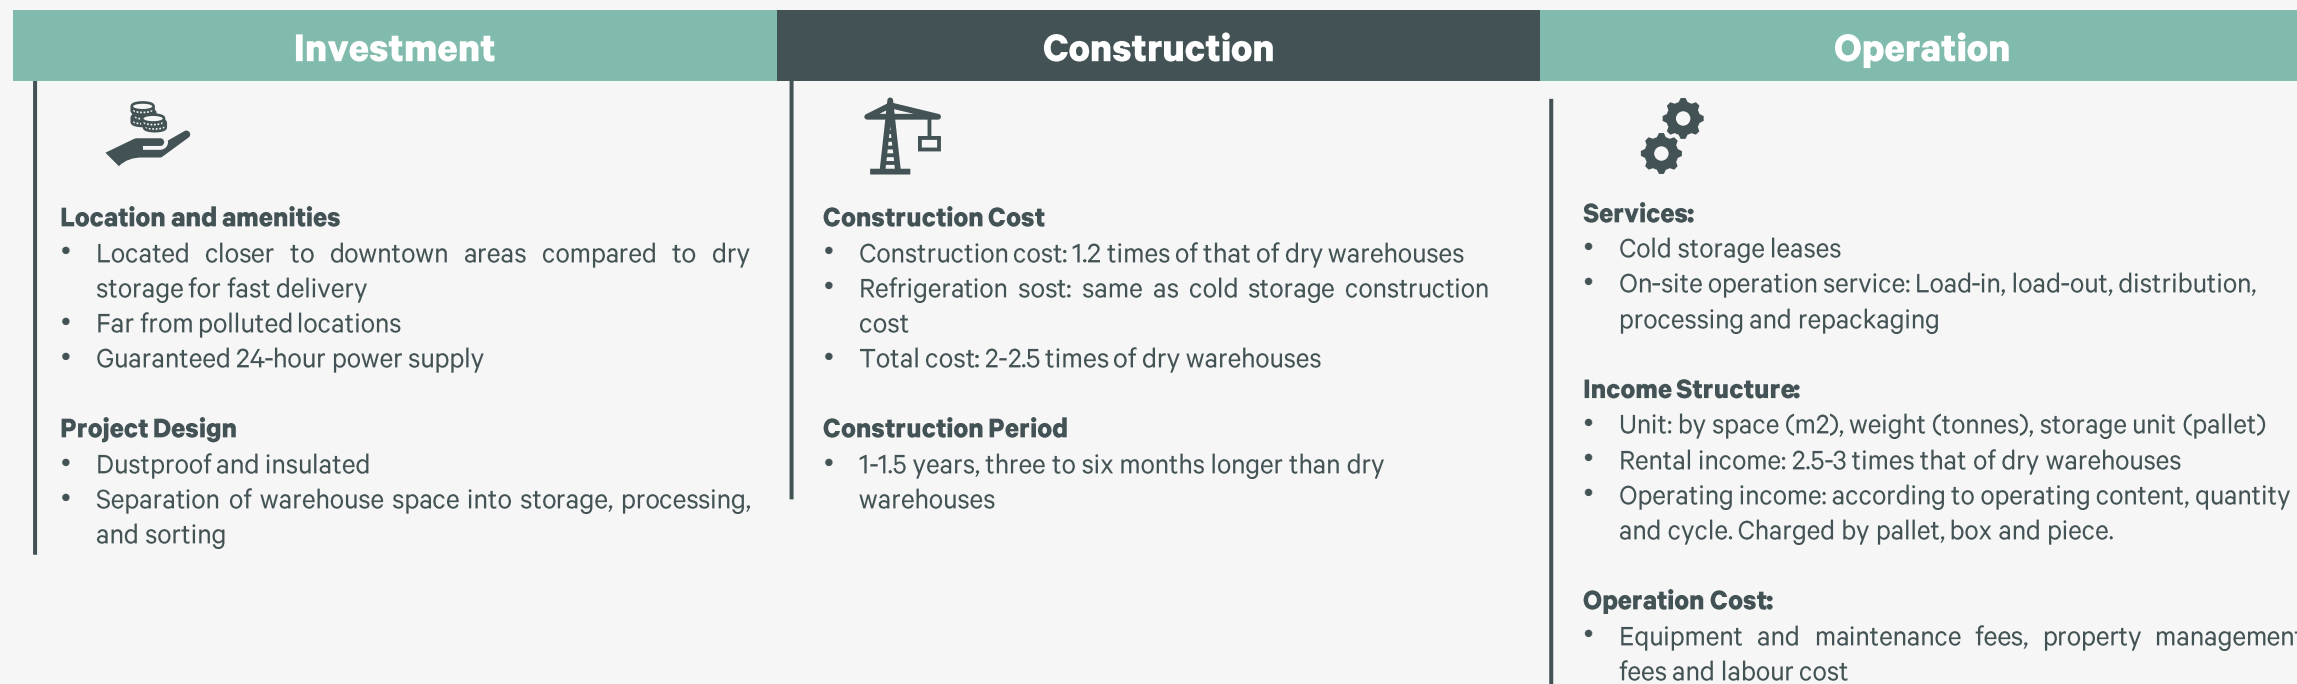 Investment
Construction
Operation
Location and amenities
• Located closer to downtown areas compared to dry
storage for fast delivery
• Far from polluted locations
• Guaranteed 24-hour power supply
Project Design
• Dustproof and insulated
• Separation of warehouse space into storage, processing,
and sorting
Construction Cost
• Construction cost: 1.2 times of that of dry warehouses
• Refrigeration sost: same as cold storage construction
cost
• Total cost: 2-2.5 times of dry warehouses
Construction Period
• 1-1.5 years, three to six months longer than dry
warehouses
Services:
• Cold storage leases
• On-site operation service: Load-in, load-out, distribution,
processing and repackaging
Income Structure:
• Unit: by space (m2), weight (tonnes), storage unit (pallet)
• Rental income: 2.5-3 times that of dry warehouses
• Operating income: according to operating content, quantity
and cycle. Charged by pallet, box and piece.
Operation Cost:
• Equipment and maintenance fees, property management
fees and labour cost